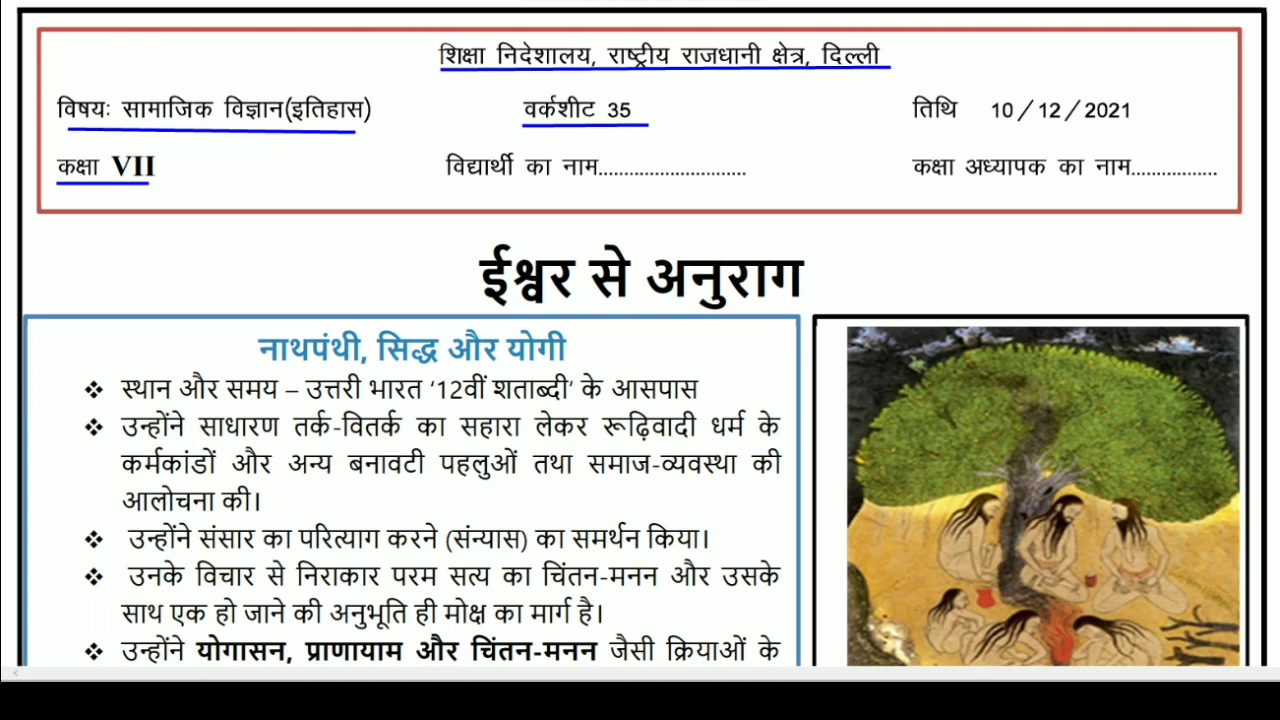 शिक्षा निदेशालय, राष्ट्रीय राजधानी क्षेत्र, दिल्ली
विषयः सामाजिक विज्ञान(इतिहास) वर्कशीट 35 तिथि 10/12/2021
कक्षा VII विद्यार्थी का नाम............................. कक्षा अध्यापक का नाम.................
ईश्वर से अनुराग
नाथपंथी, सिद्ध और योगी
❖ स्थान और समय – उत्तरी भारत ‘12वीं शताब्दी’ के आसपास
❖ उन्होंने साधारण तर्क-वितर्क का सहारा लेकर रूढ़िवादी धर्म के
कर्मकांडों और अन्य बनावटी पहलुओं तथा समाज-व्यवस्था की
आलोचना की।
❖ उन्होंने संसार का परित्याग करने (संन्यास) का समर्थन किया।
❖ उनके विचार से निराकार परम सत्य का चिंतन-मनन और उसके
साथ एक हो जाने की अनुभूति ही मोक्ष का मार्ग है।
❖ उन्होंने योगासन, प्राणायाम और चिंतन-मनन जैसी क्रियाओं के